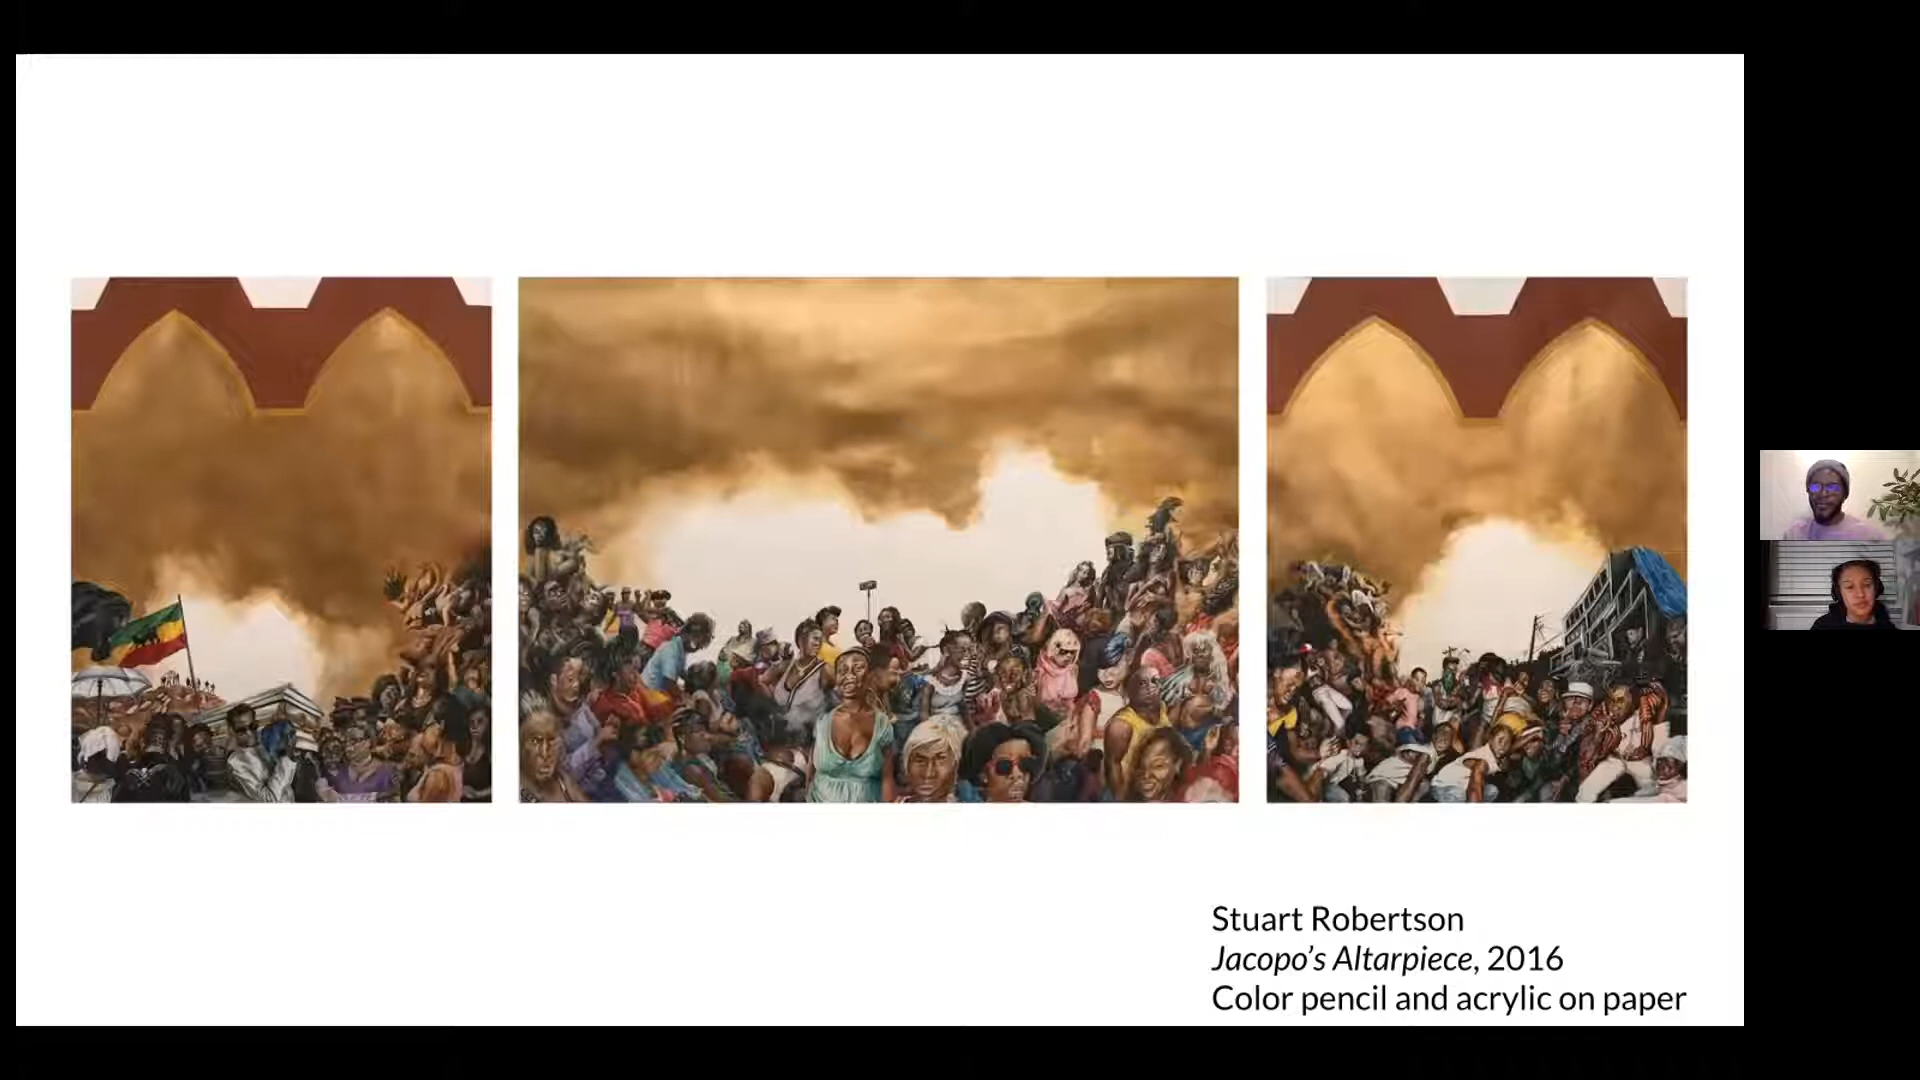 Stuart Robertson
Jacopo’s Altarpiece, 2016
Color pencil and acrylic on paper